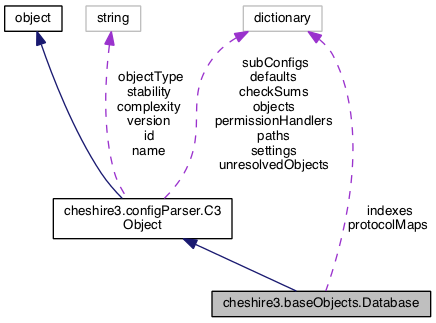 object
string
dictionary
objectType
stability
complexity
version
id
name
subConfigs
defaults
checkSums
objects
permissionHandlers
paths
settings
unresolvedObjects
cheshire3.configParser.C3
Object
indexes
protocolMaps
cheshire3.baseObjects.Database